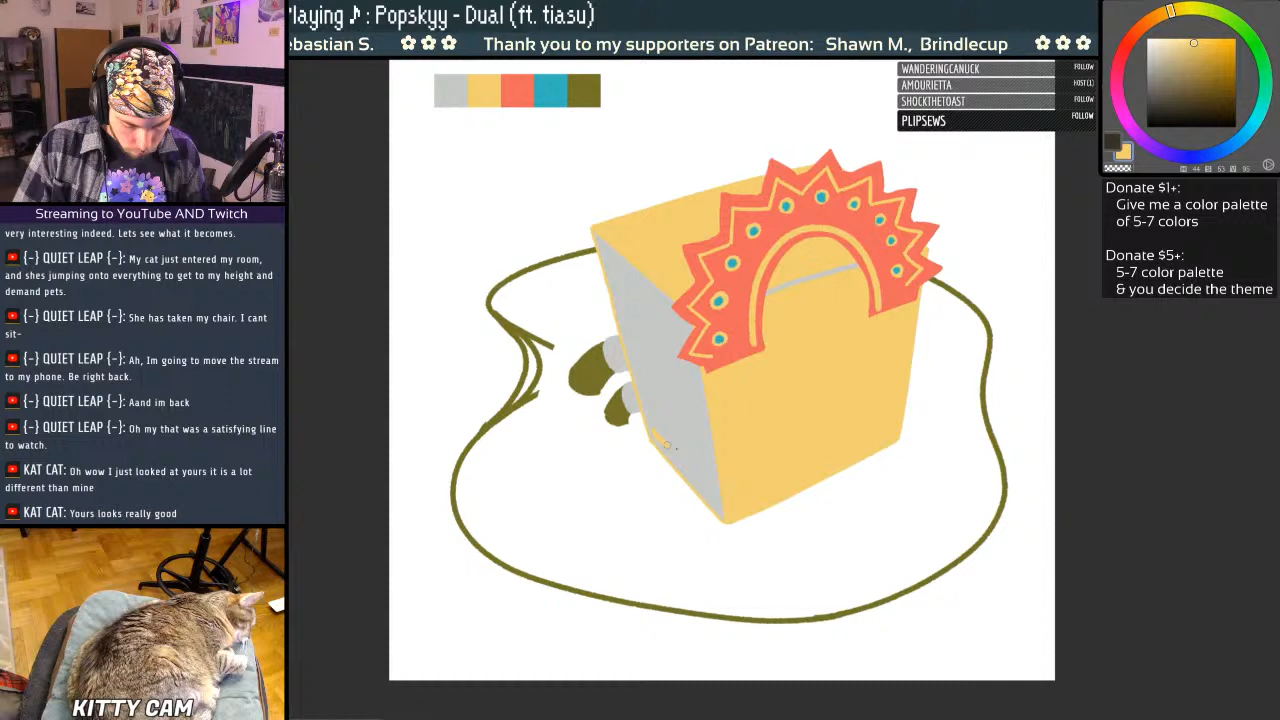 Playing ♪ : Popskyy - Dual (ft. tiasu)
ebastian S. ✿ ✿ ✿ Thank you to my supporters on Patreon: Shawn M., Brindlecup ✿ ✿ ✿
WANDERINGCANUCK FOLLOW
AMOURIETTA HOST(1)
SHOCKTHETOAST FOLLOW
PLIPSEWS FOLLOW
Donate $1+:
Give me a color palette
of 5-7 colors
Donate $5+:
5-7 color palette
& you decide the theme
Streaming to YouTube AND Twitch
very interesting indeed. Lets see what it becomes.
{-} QUIET LEAP {-}: My cat just entered my room,
and shes jumping onto everything to get to my height and
demand pets.
{-} QUIET LEAP {-}: She has taken my chair. I cant
sit-
{-} QUIET LEAP {-}: Ah, Im going to move the stream
to my phone. Be right back.
{-} QUIET LEAP {-}: Aand im back
{-} QUIET LEAP {-}: Oh my that was a satisfying line
to watch.
KAT CAT: Oh wow I just looked at yours it is a lot
different than mine
KAT CAT: Yours looks really good
KITTY CAM